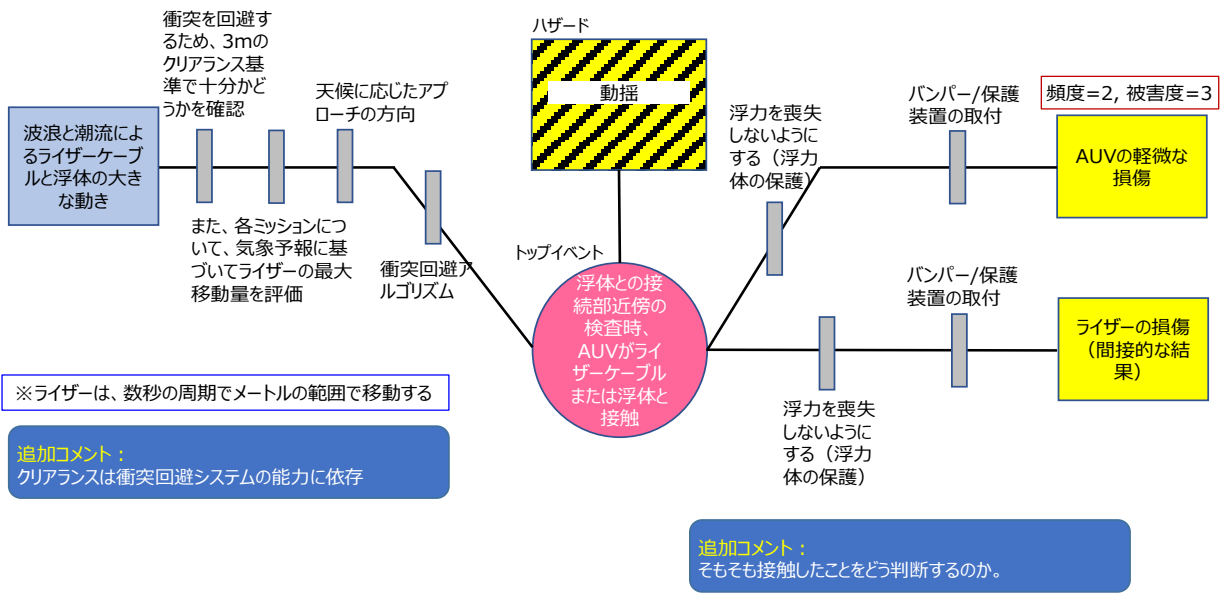 衝突を回避す
るため、3mの
クリアランス基
準で十分かど
うかを確認
天候に応じたアプ
ローチの方向
波浪と潮流によ
るライザーケーブ
ルと浮体の大き
な動き
また、各ミッションにつ
いて、気象予報に基
づいてライザーの最大
移動量を評価
衝突回避ア
ルゴリズム
ハザード
動揺
トップイベント
浮体との接
続部近傍の
検査時、
AUVがライ
ザーケーブル
または浮体と
接触
浮力を喪失
しないように
する（浮力
体の保護）
バンパー/保護
装置の取付
頻度=2, 被害度=3
AUVの軽微な
損傷
浮力を喪失
しないように
する（浮力
体の保護）
バンパー/保護
装置の取付
ライザーの損傷
（間接的な結
果）
※ライザーは、数秒の周期でメートルの範囲で移動する
追加コメント：
クリアランスは衝突回避システムの能力に依存
追加コメント：
そもそも接触したことをどう判断するのか。